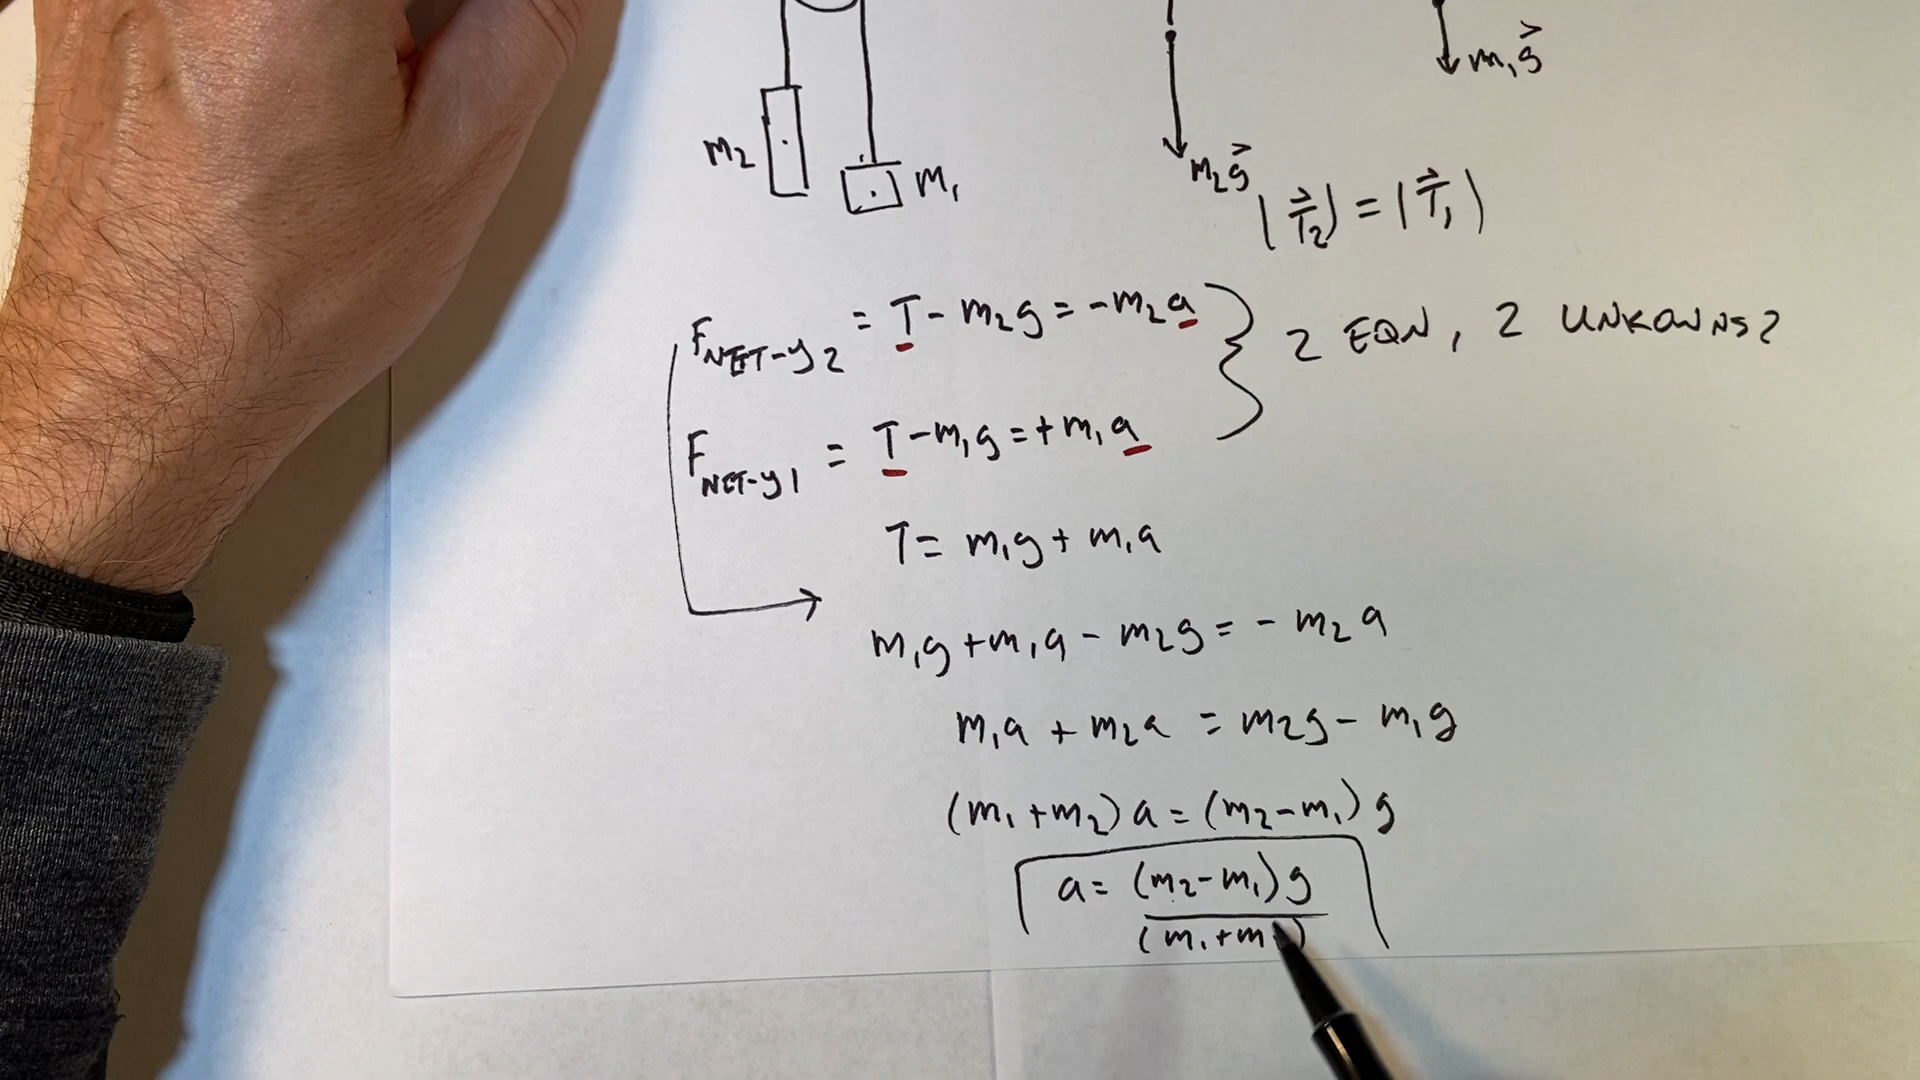 m₁g⃗
m₂
m₁
m₂g⃗
|T⃗₂| = |T⃗₁|
F_NET-y2 = T - m₂g = -m₂a
2 EQN, 2 UNKOWNS?
F_NET-y1 = T - m₁g = +m₁a
T = m₁g + m₁a
m₁g + m₁a - m₂g = - m₂a
m₁a + m₂a = m₂g - m₁g
(m₁ + m₂) a = (m₂ - m₁) g
a = (m₂ - m₁) g
(m₁ + m )